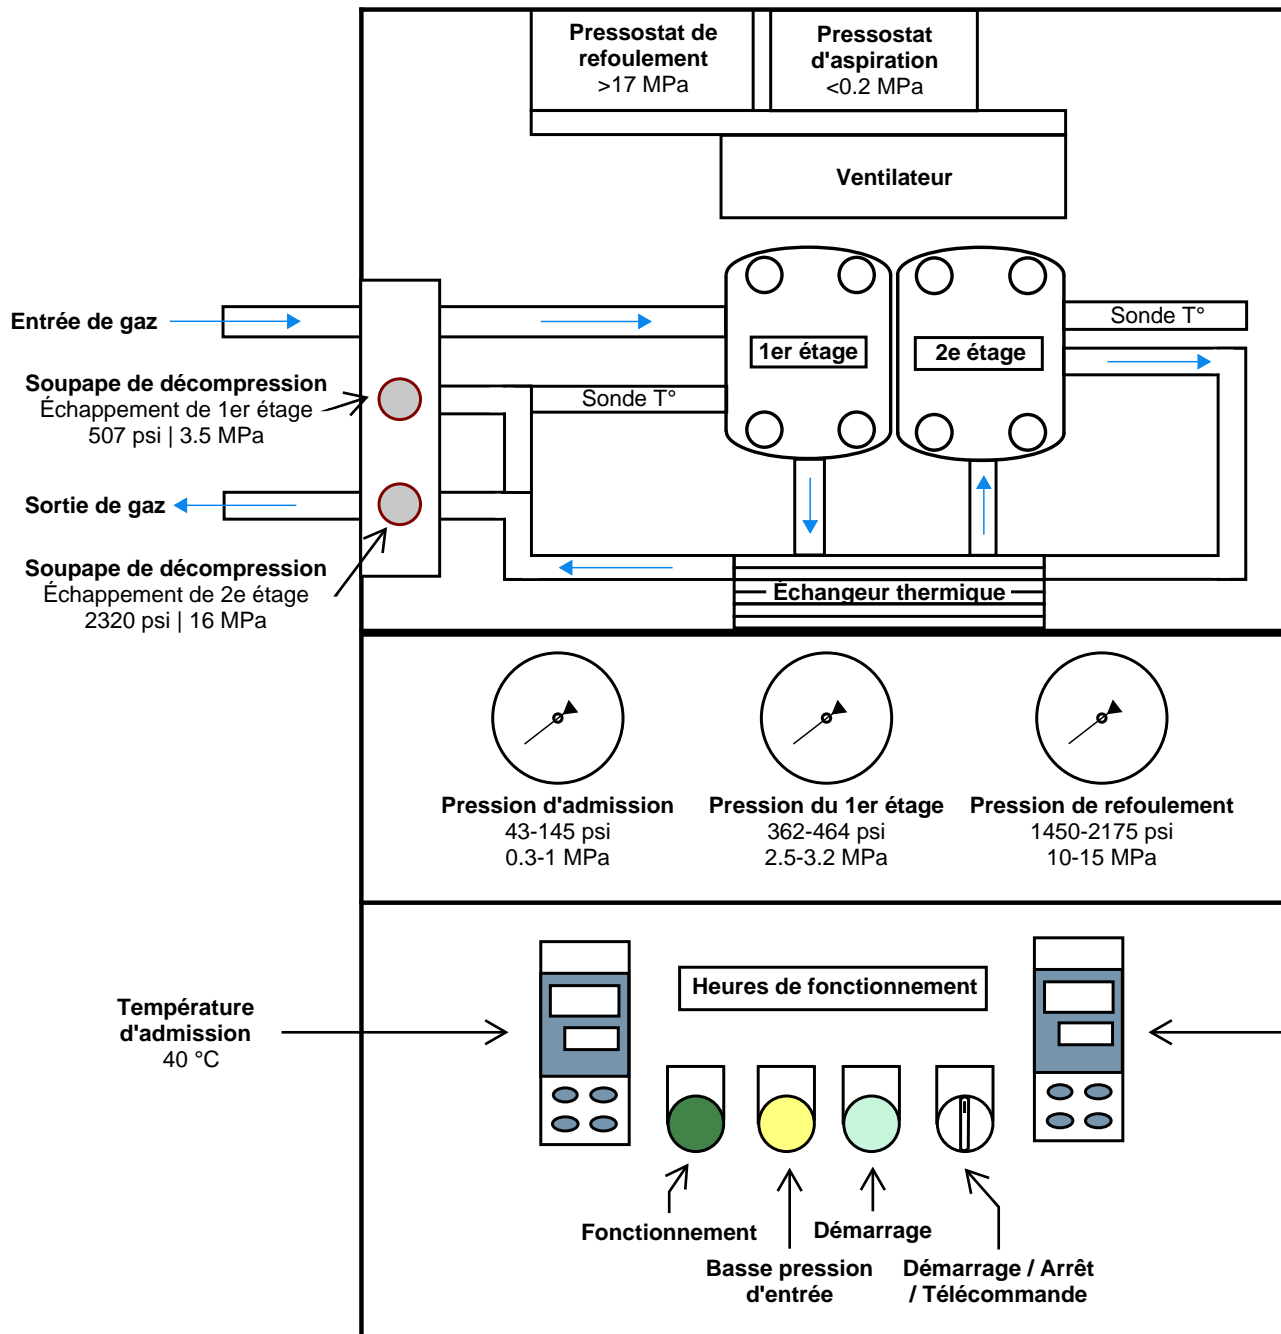 Pressostat de
refoulement
>17 MPa
Pressostat
d'aspiration
<0.2 MPa
Ventilateur
Entrée de gaz
1er étage
2e étage
Sonde T°
Soupape de décompression
Échappement de 1er étage
507 psi | 3.5 MPa
Sonde T°
Sortie de gaz
Soupape de décompression
Échappement de 2e étage
2320 psi | 16 MPa
Échangeur thermique
Pression d'admission
43-145 psi
0.3-1 MPa
Pression du 1er étage
362-464 psi
2.5-3.2 MPa
Pression de refoulement
1450-2175 psi
10-15 MPa
Température
d'admission
40 °C
Heures de fonctionnement
Fonctionnement
Basse pression
d'entrée
Démarrage
Démarrage / Arrêt
/ Télécommande